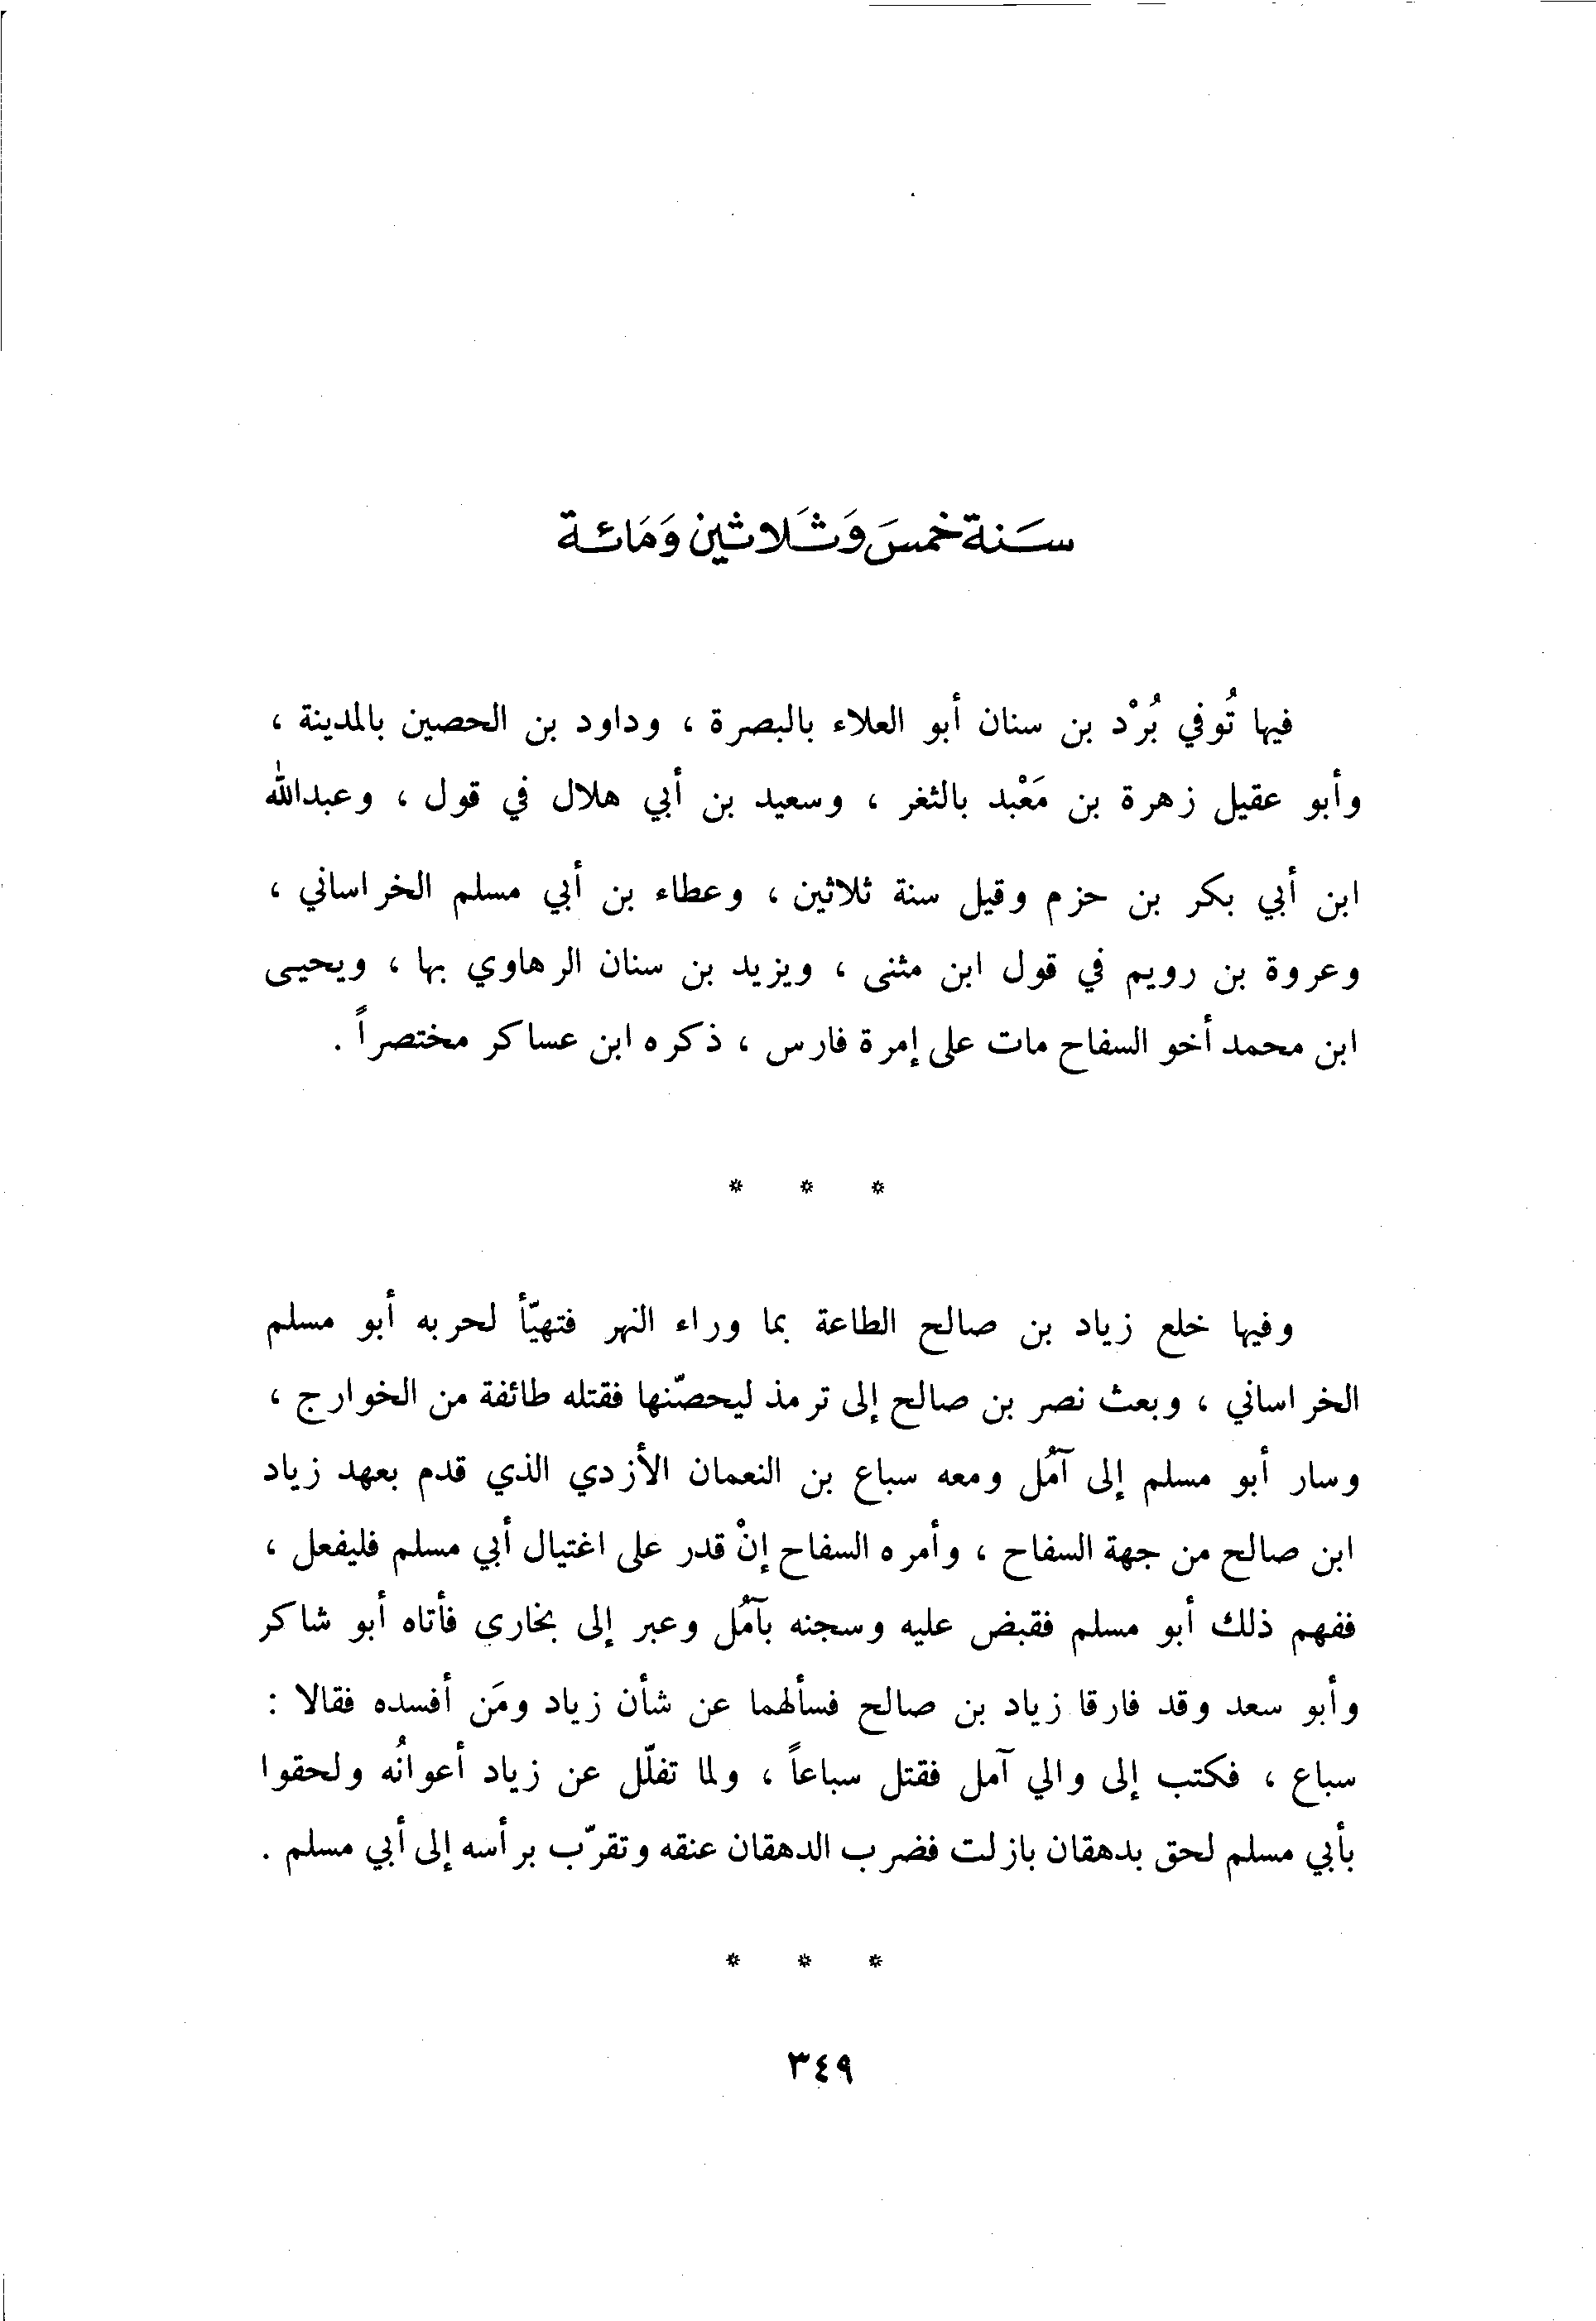 سَنة خمسَ وَثَلاثين وَمَائة
فيها تُوفي بُرْد بن سنان أبو العلاء بالبصرة ، وداود بن الحصين بالمدينة ،
وأبو عقيل زهرة بن مَعْبد بالثغر ، وسعيد بن أبي هلال في قول ، وعبدالله
ابن أبي بكر بن حزم وقيل سنة ثلاثين ، وعطاء بن أبي مسلم الخراساني ،
وعروة بن رويم في قول ابن مثنى ، ويزيد بن سنان الرهاوي بها ، ويحيى
ابن محمد أخو السفاح مات على إمرة فارس ، ذكره ابن عساكر مختصراً .
* * *
وفيها خلع زياد بن صالح الطاعة بما وراء النهر فتهيّأ لحربه أبو مسلم
الخراساني ، وبعث نصر بن صالح إلى ترمذ ليحصّنها فقتله طائفة من الخوارج ،
وسار أبو مسلم إلى آمُل ومعه سباع بن النعمان الأزدي الذي قدم بعهد زياد
ابن صالح من جهة السفاح ، وأمره السفاح إنْ قدر على اغتيال أبي مسلم فليفعل ،
ففهم ذلك أبو مسلم فقبض عليه وسجنه بآمُل وعبر إلى بخارى فأتاه أبو شاكر
وأبو سعد وقد فارقا زياد بن صالح فسألهما عن شأن زياد ومَن أفسده فقالا :
سباع ، فكتب إلى والي آمل فقتل سباعاً ، ولما تفلّل عن زياد أعوانُه ولحقوا
بأبي مسلم لحق بدهقان بازلت فضرب الدهقان عنقه وتقرّب برأسه إلى أبي مسلم .
* * *
٣٤٩